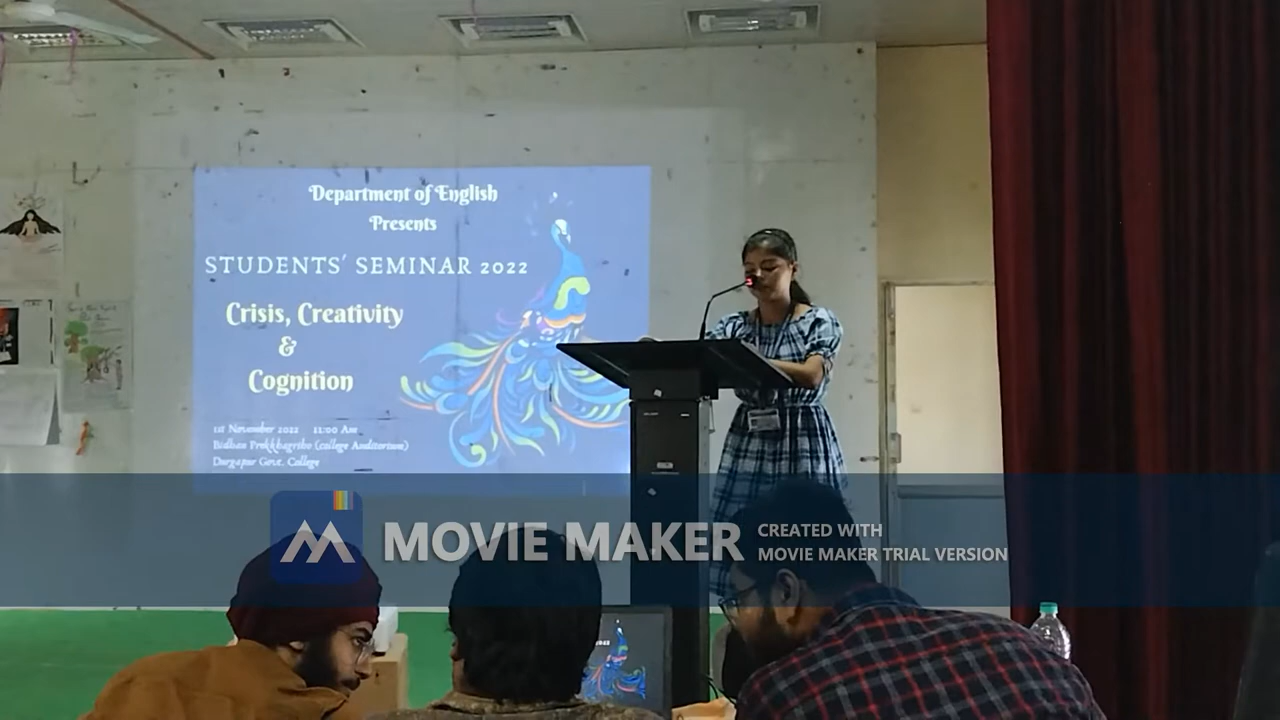 Department of English
Presents
STUDENTS' SEMINAR 2022
Crisis, Creativity
&
Cognition
1st November 2022 11:00 Am
Bidhan Prekkhagriho (college Auditorium)
Durgapur Govt. College
MOVIE MAKER
CREATED WITH
MOVIE MAKER TRIAL VERSION